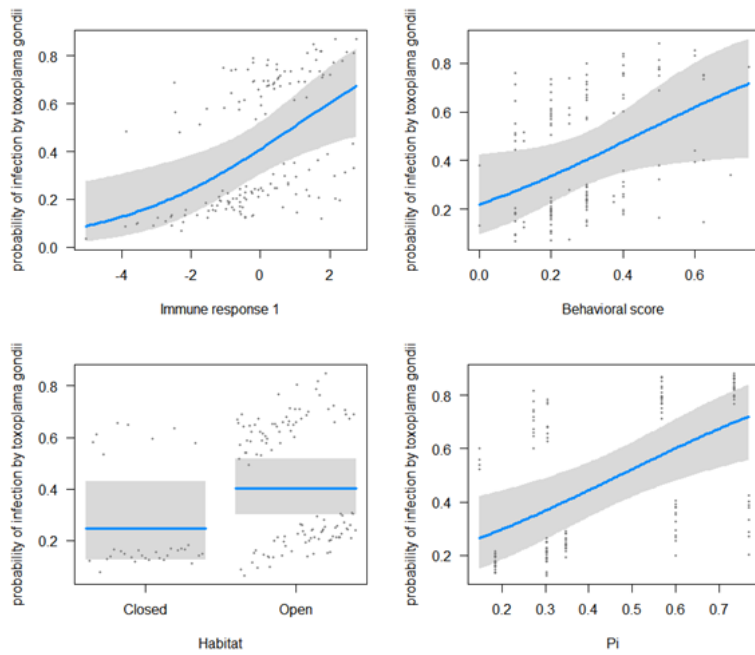 probability of infection by toxoplama gondii
0.8
0.6
0.4
0.2
0.0
-4 -2 0 2
Immune response 1
probability of infection by toxoplama gondii
0.8
0.6
0.4
0.2
0.0 0.2 0.4 0.6
Behavioral score
probability of infection by toxoplama gondii
0.8
0.6
0.4
0.2
Closed Open
Habitat
probability of infection by toxoplama gondii
0.8
0.6
0.4
0.2
0.2 0.3 0.4 0.5 0.6 0.7
Pi